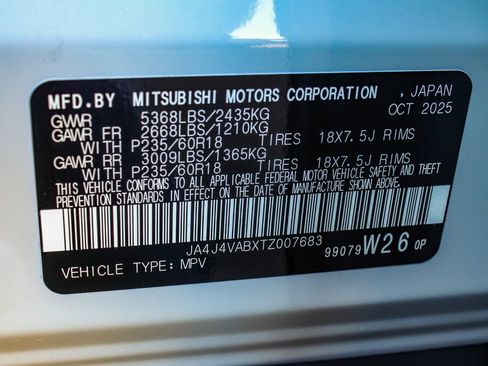 MFD.BY MITSUBISHI MOTORS CORPORATION , JAPAN
GVWR 5368LBS/2435KG OCT 2025
GAWR FR 2668LBS/1210KG
WITH P235/60R18 TIRES 18X7.5J RIMS
GAWR RR 3009LBS/1365KG
WITH P235/60R18 TIRES 18X7.5J RIMS
THIS VEHICLE CONFORMS TO ALL APPLICABLE FEDERAL MOTOR VEHICLE SAFETY AND THEFT
PREVENTION STANDARDS IN EFFECT ON THE DATE OF MANUFACTURE SHOWN ABOVE.
JA4J4VABXTZ007683
VEHICLE TYPE: MPV 99079 W26 0P